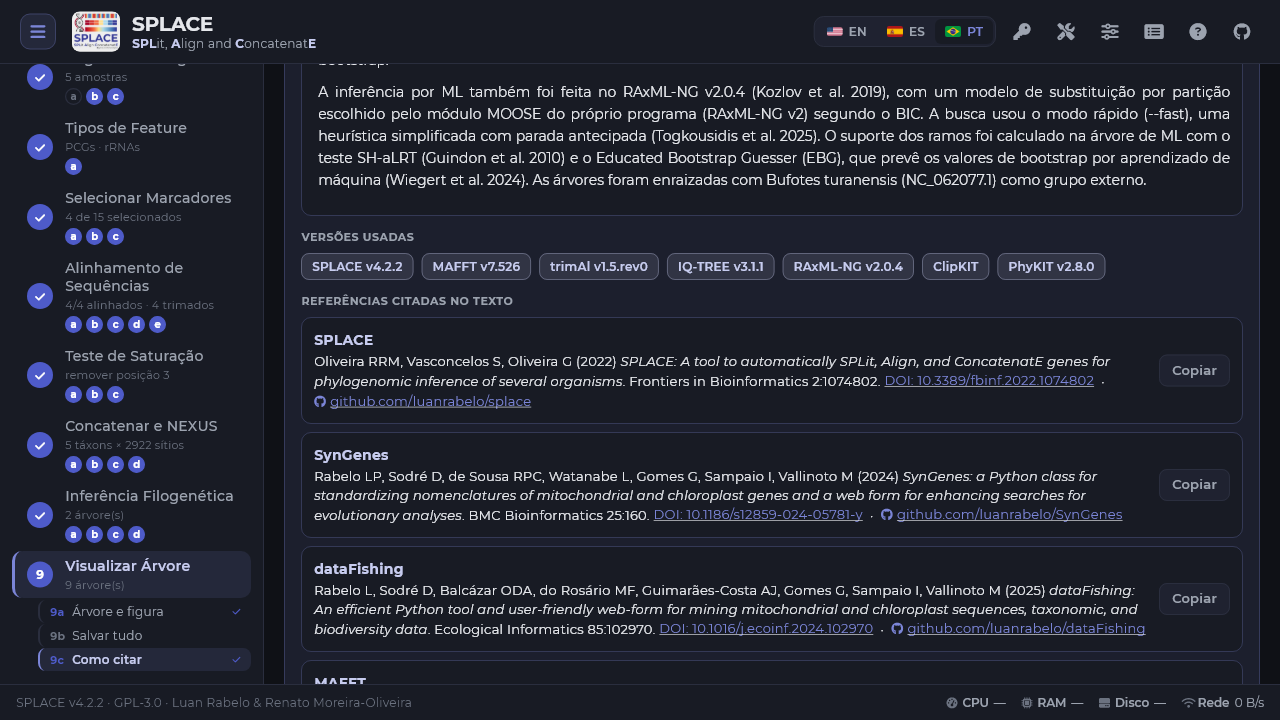 SPLACE
SPLit, Align and ConcatenatE
EN
ES
PT
5 amostras
a b c
Tipos de Feature
PCGs · rRNAs
a
Selecionar Marcadores
4 de 15 selecionados
a b c
Alinhamento de
Sequências
4/4 alinhados · 4 trimados
a b c d e
Teste de Saturação
remover posição 3
a b c
Concatenar e NEXUS
5 táxons × 2922 sítios
a b c d
Inferência Filogenética
2 árvore(s)
a b c d
9 Visualizar Árvore
9 árvore(s)
9a Árvore e figura
9b Salvar tudo
9c Como citar
A inferência por ML também foi feita no RAxML-NG v2.0.4 (Kozlov et al. 2019), com um modelo de substituição por partição
escolhido pelo módulo MOOSE do próprio programa (RAxML-NG v2) segundo o BIC. A busca usou o modo rápido (--fast), uma
heurística simplificada com parada antecipada (Togkousidis et al. 2025). O suporte dos ramos foi calculado na árvore de ML com o
teste SH-aLRT (Guindon et al. 2010) e o Educated Bootstrap Guesser (EBG), que prevê os valores de bootstrap por aprendizado de
máquina (Wiegert et al. 2024). As árvores foram enraizadas com Bufotes turanensis (NC_062077.1) como grupo externo.
VERSÕES USADAS
SPLACE v4.2.2
MAFFT v7.526
trimAl v1.5.rev0
IQ-TREE v3.1.1
RAxML-NG v2.0.4
ClipKIT
PhyKIT v2.8.0
REFERÊNCIAS CITADAS NO TEXTO
SPLACE
Oliveira RRM, Vasconcelos S, Oliveira G (2022) SPLACE: A tool to automatically SPLit, Align, and ConcatenatE genes for
phylogenomic inference of several organisms. Frontiers in Bioinformatics 2:1074802. DOI: 10.3389/fbinf.2022.1074802 ·
github.com/luanrabelo/splace
Copiar
SynGenes
Rabelo LP, Sodré D, de Sousa RPC, Watanabe L, Gomes G, Sampaio I, Vallinoto M (2024) SynGenes: a Python class for
standardizing nomenclatures of mitochondrial and chloroplast genes and a web form for enhancing searches for
evolutionary analyses. BMC Bioinformatics 25:160. DOI: 10.1186/s12859-024-05781-y · github.com/luanrabelo/SynGenes
Copiar
dataFishing
Rabelo L, Sodré D, Balcázar ODA, do Rosário MF, Guimarães-Costa AJ, Gomes G, Sampaio I, Vallinoto M (2025) dataFishing:
An efficient Python tool and user-friendly web-form for mining mitochondrial and chloroplast sequences, taxonomic, and
biodiversity data. Ecological Informatics 85:102970. DOI: 10.1016/j.ecoinf.2024.102970 · github.com/luanrabelo/dataFishing
Copiar
MAFFT
SPLACE v4.2.2 · GPL-3.0 · Luan Rabelo & Renato Moreira-Oliveira
CPU —
RAM —
Disco —
Rede 0 B/s